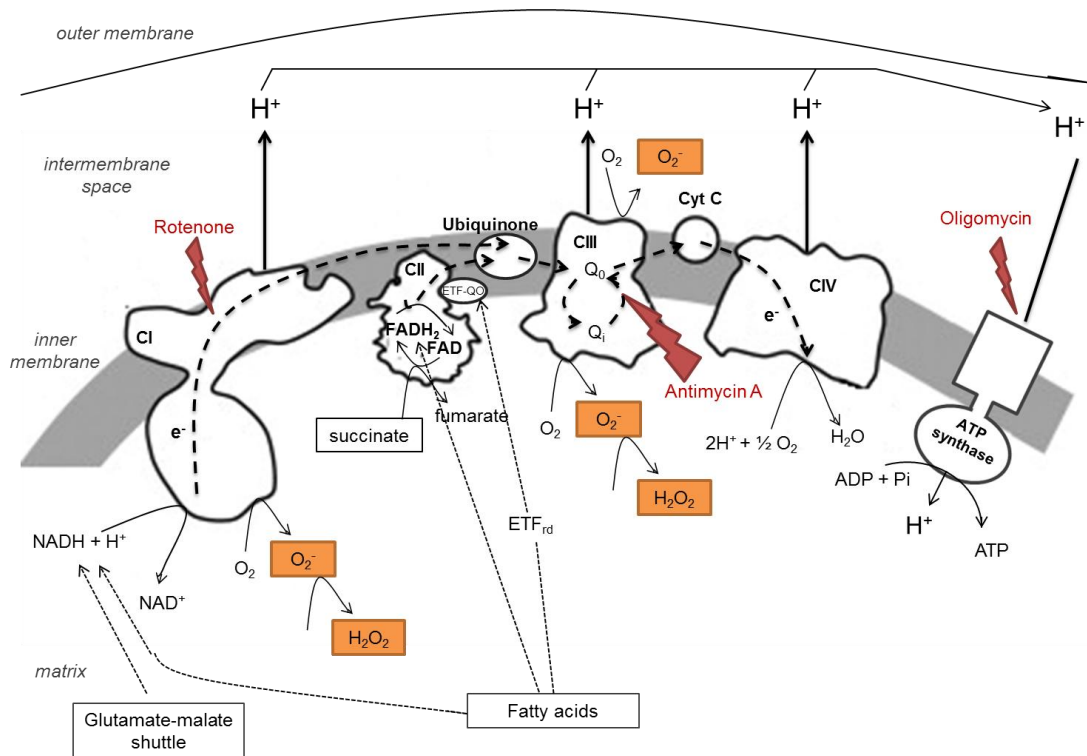 outer membrane
H⁺
H⁺
H⁺
H⁺
intermembrane
space
O₂
O₂⁻
Cyt C
Rotenone
Ubiquinone
Oligomycin
CIII
CII
Q₀
ETF-QO
CIV
CI
inner
membrane
FADH₂
FAD
Qᵢ
e⁻
e⁻
Antimycin A
fumarate
succinate
O₂
O₂⁻
2H⁺ + ½ O₂
H₂O
ATP
synthase
ADP + Pi
H₂O₂
H⁺
ETFrd
ATP
NADH + H⁺
O₂
O₂⁻
NAD⁺
H₂O₂
matrix
Glutamate-malate
shuttle
Fatty acids